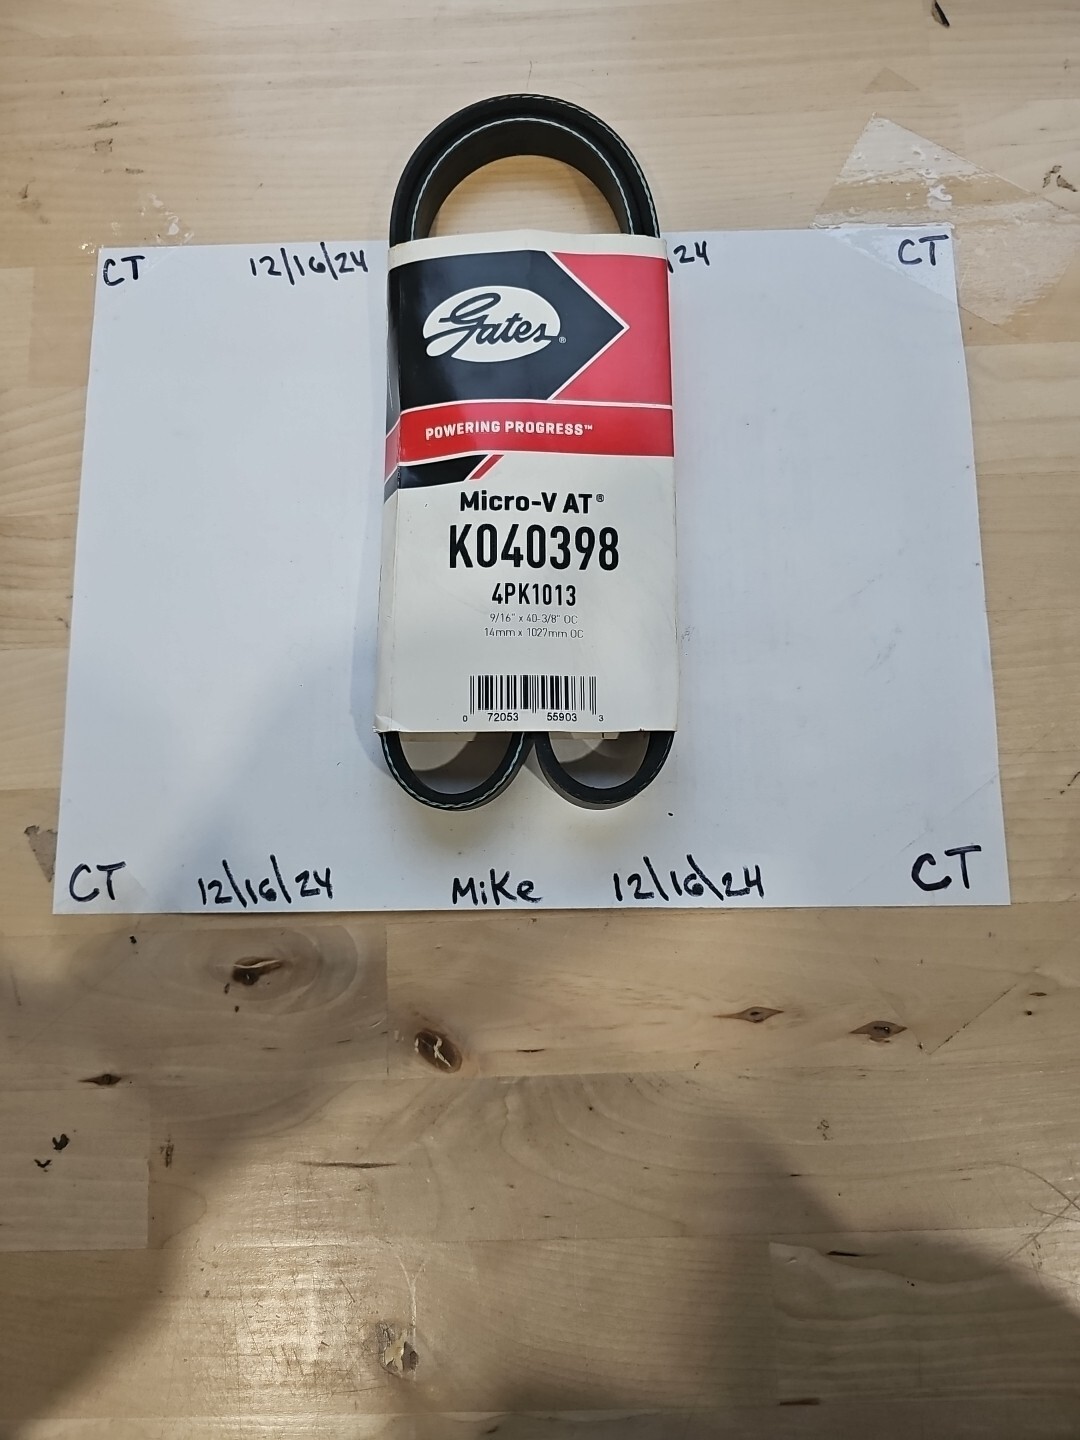 CT 12/16/24 /24 CT
Gates®
POWERING PROGRESS™
Micro-V AT®
K040398
4PK1013
9/16" x 40-3/8" OC
14mm x 1027mm OC
0 72053 55903 3
CT 12/16/24 MiKe 12/16/24 CT